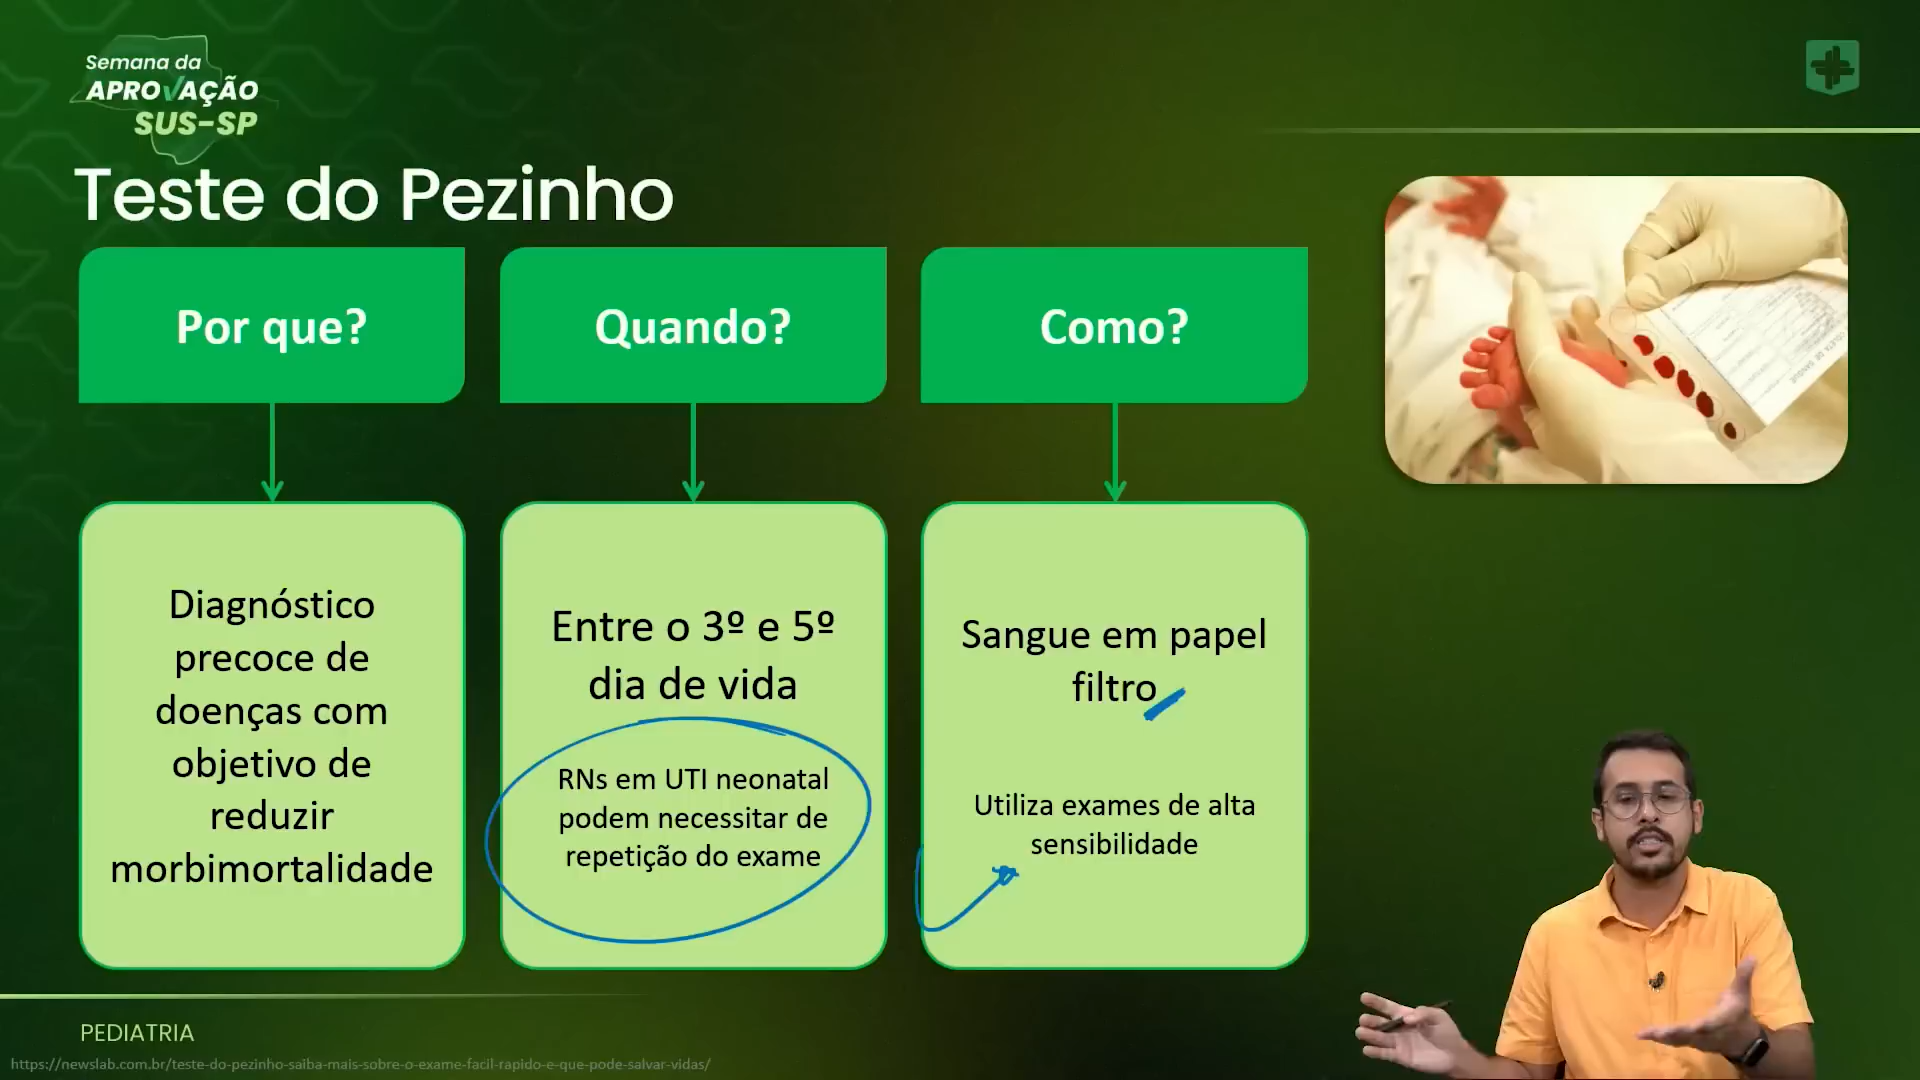 Semana da
APROVAÇÃO
SUS-SP
Teste do Pezinho
Por que?
Quando?
Como?
Diagnóstico
precoce de
doenças com
objetivo de
reduzir
morbimortalidade
Entre o 3º e 5º
dia de vida
RNs em UTI neonatal
podem necessitar de
repetição do exame
Sangue em papel
filtro
Utiliza exames de alta
sensibilidade
PEDIATRIA
https://newslab.com.br/teste-do-pezinho-saiba-mais-sobre-o-exame-facil-rapido-e-que-pode-salvar-vidas/